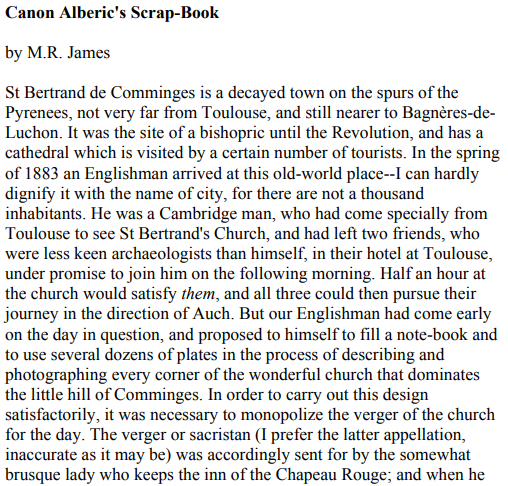 Canon Alberic's Scrap-Book
by M.R. James
St Bertrand de Comminges is a decayed town on the spurs of the
Pyrenees, not very far from Toulouse, and still nearer to Bagnères-de-
Luchon. It was the site of a bishopric until the Revolution, and has a
cathedral which is visited by a certain number of tourists. In the spring
of 1883 an Englishman arrived at this old-world place--I can hardly
dignify it with the name of city, for there are not a thousand
inhabitants. He was a Cambridge man, who had come specially from
Toulouse to see St Bertrand's Church, and had left two friends, who
were less keen archaeologists than himself, in their hotel at Toulouse,
under promise to join him on the following morning. Half an hour at
the church would satisfy them, and all three could then pursue their
journey in the direction of Auch. But our Englishman had come early
on the day in question, and proposed to himself to fill a note-book and
to use several dozens of plates in the process of describing and
photographing every corner of the wonderful church that dominates
the little hill of Comminges. In order to carry out this design
satisfactorily, it was necessary to monopolize the verger of the church
for the day. The verger or sacristan (I prefer the latter appellation,
inaccurate as it may be) was accordingly sent for by the somewhat
brusque lady who keeps the inn of the Chapeau Rouge; and when he